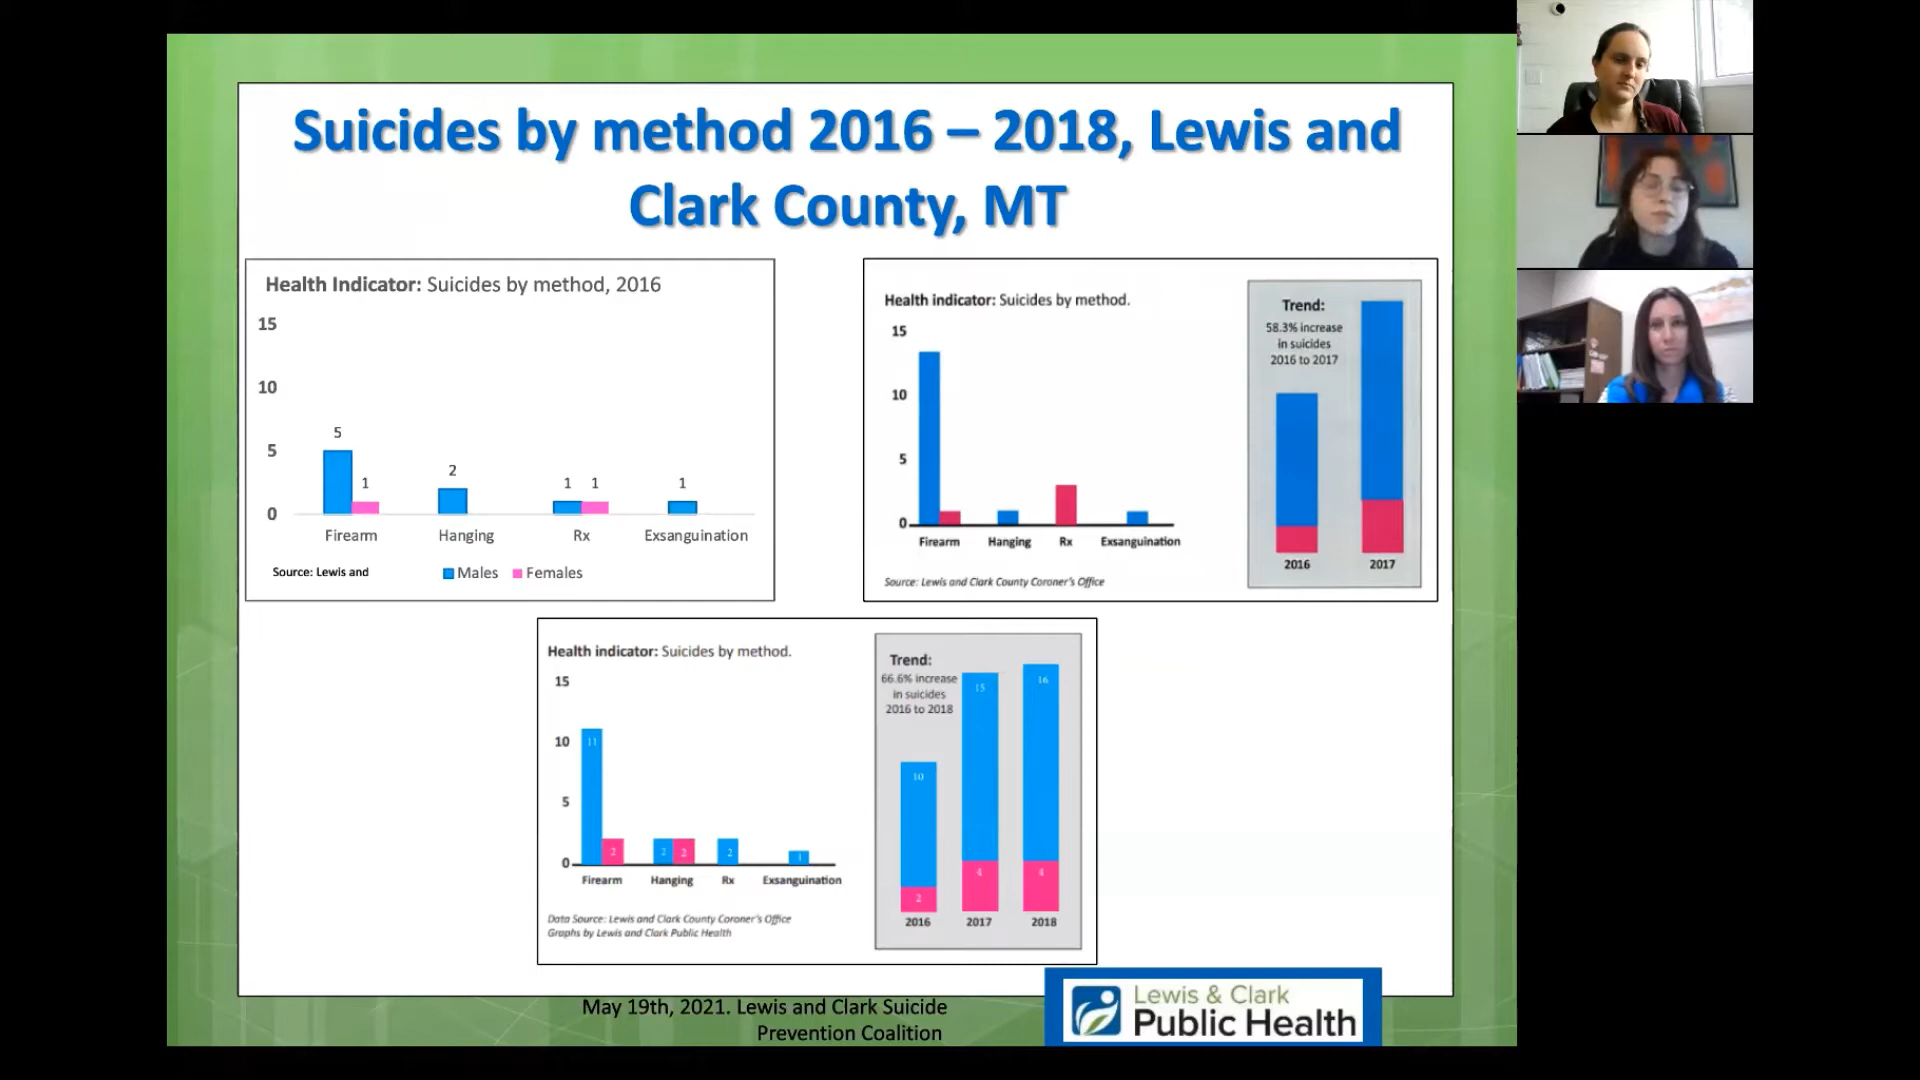 Suicides by method 2016 – 2018, Lewis and
Clark County, MT
Health Indicator: Suicides by method, 2016
15
10
5
0
5
1
2
1
1
1
Firearm
Hanging
Rx
Exsanguination
Source: Lewis and
Males
Females
Health indicator: Suicides by method.
15
10
5
0
Firearm
Hanging
Rx
Exsanguination
Source: Lewis and Clark County Coroner's Office
Trend:
58.3% increase
in suicides
2016 to 2017
2016
2017
Health indicator: Suicides by method.
15
10
5
0
11
2
2
2
2
1
Firearm
Hanging
Rx
Exsanguination
Data Source: Lewis and Clark County Coroner's Office
Graphs by Lewis and Clark Public Health
Trend:
66.6% increase
in suicides
2016 to 2018
10
2
15
4
16
4
2016
2017
2018
May 19th, 2021. Lewis and Clark Suicide
Prevention Coalition
Lewis & Clark
Public Health